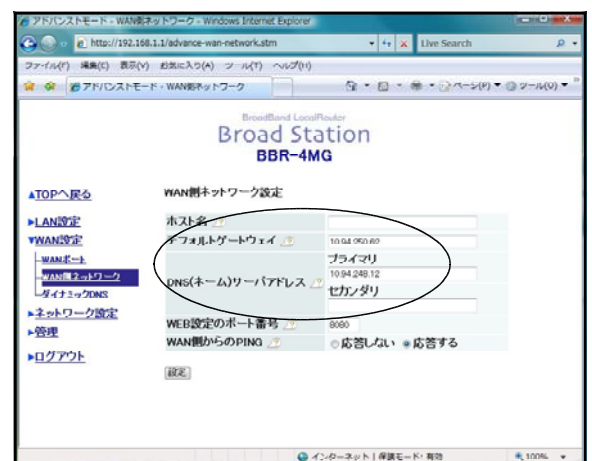 アドバンストモード - WAN側ネットワーク - Windows Internet Explorer
http://192.168.1.1/advance-wan-network.stm
Live Search
ファイル(F) 編集(E) 表示(V) お気に入り(A) ツール(T) ヘルプ(H)
アドバンストモード - WAN側ネットワーク
ページ(P) ツール(O)
BroadBand LocalRouter
Broad Station
BBR-4MG
▲TOPへ戻る
WAN側ネットワーク設定
▶LAN設定
ホスト名
▼WAN設定
デフォルトゲートウェイ 10.94.250.62
WANポート
プライマリ
WAN側ネットワーク
DNS(ネーム)サーバアドレス 10.94.248.12
ダイナミックDNS
セカンダリ
▶ネットワーク設定
WEB設定のポート番号 8080
▶管理
WAN側からのPING 応答しない 応答する
▶ログアウト
設定
インターネット | 保護モード: 有効
100%